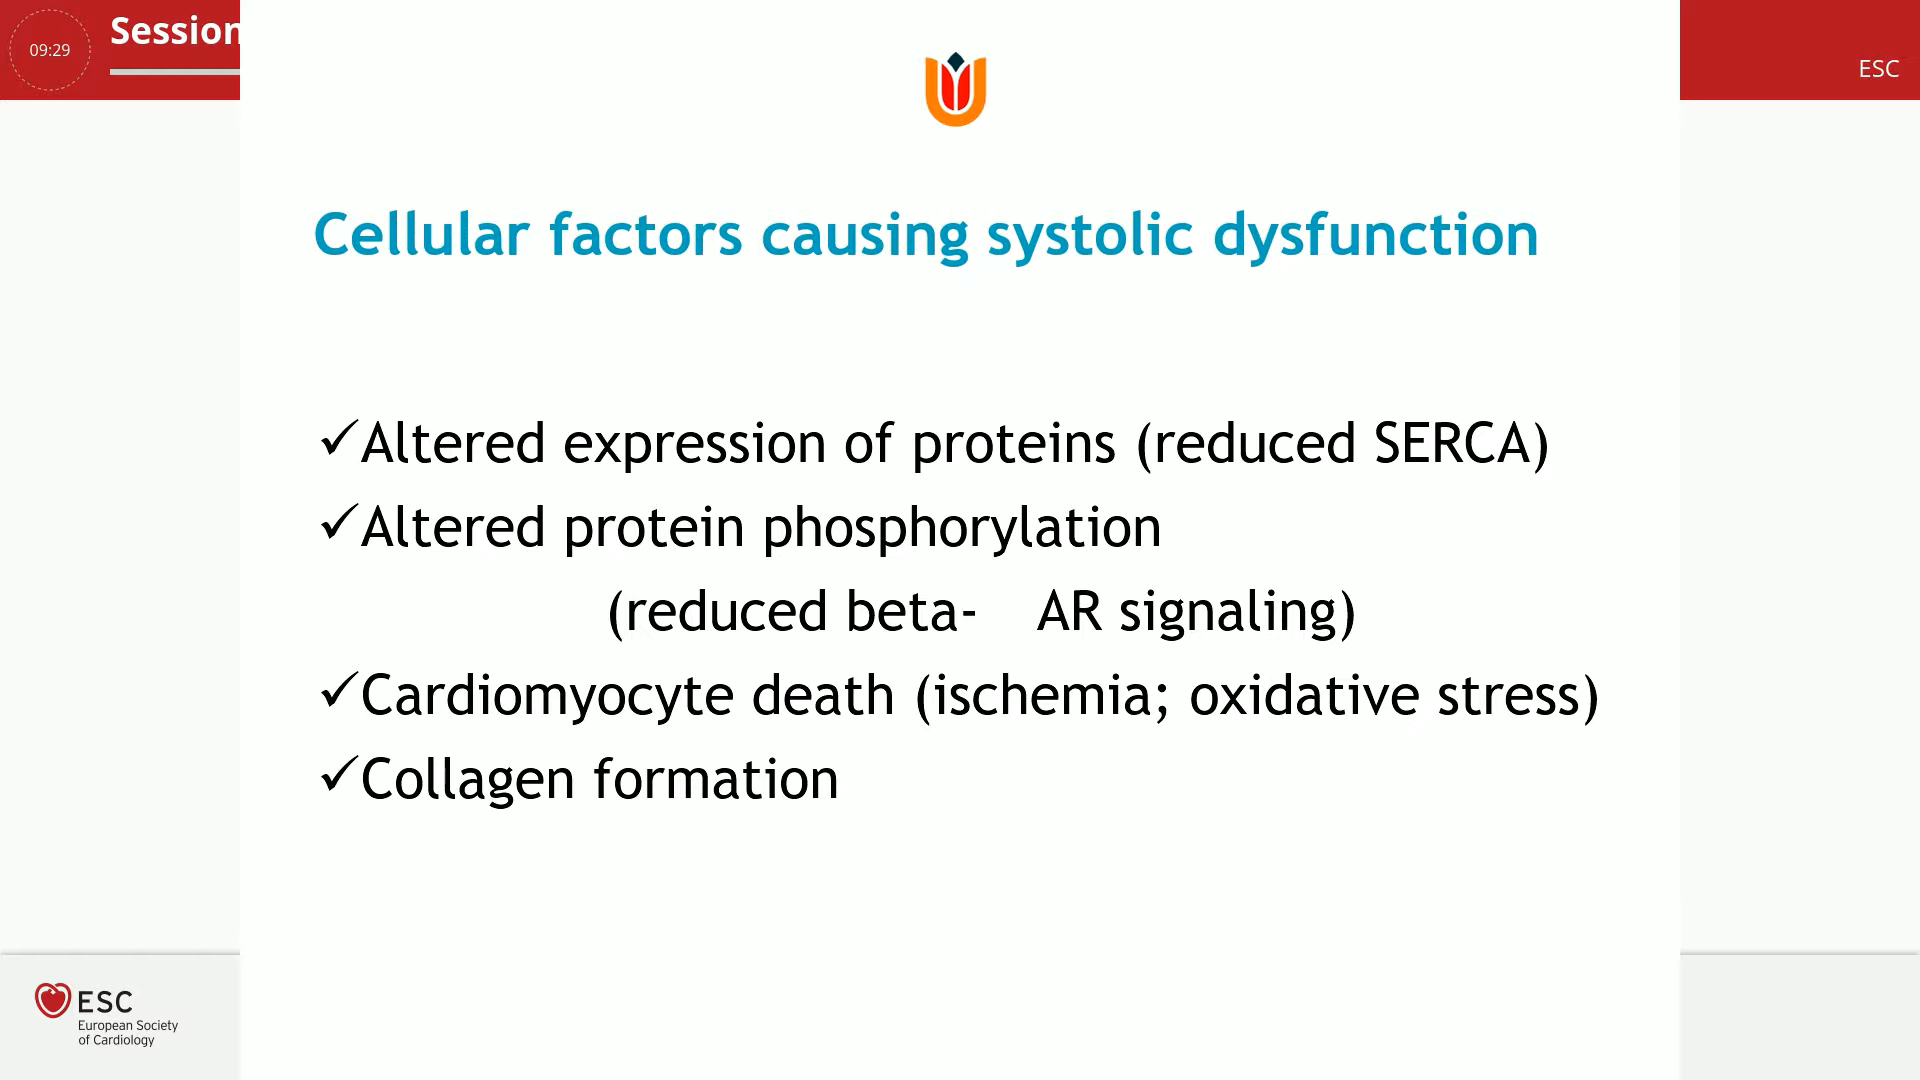 09:29
Session
ESC
Cellular factors causing systolic dysfunction
✓Altered expression of proteins (reduced SERCA)
✓Altered protein phosphorylation
(reduced beta- AR signaling)
✓Cardiomyocyte death (ischemia; oxidative stress)
✓Collagen formation
ESC
European Society
of Cardiology